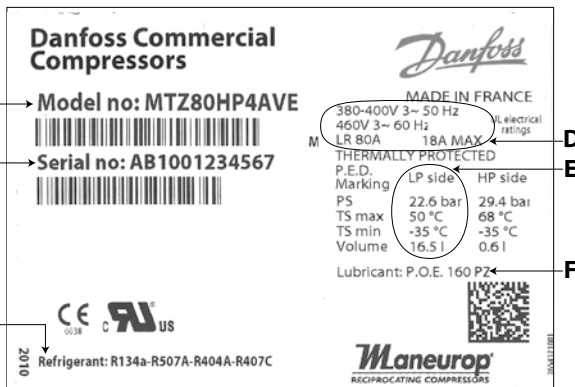 Danfoss Commercial
Compressors
Model no: MTZ80HP4AVE
Serial no: AB1001234567
Danfoss
MADE IN FRANCE
380-400V 3~ 50 Hz
460V 3~ 60 Hz
UL electrical
ratings
M LR 80A 18A MAX
D
THERMALLY PROTECTED
E
P.E.D.
Marking LP side HP side
PS 22.6 bar 29.4 bar
TS max 50 °C 68 °C
TS min -35 °C -35 °C
Volume 16.5 l 0.6 l
Lubricant: P.O.E. 160 PZ
F
CE
c RU US
2010
Refrigerant: R134a-R507A-R404A-R407C
Maneurop
RECIPROCATING COMPRESSORS